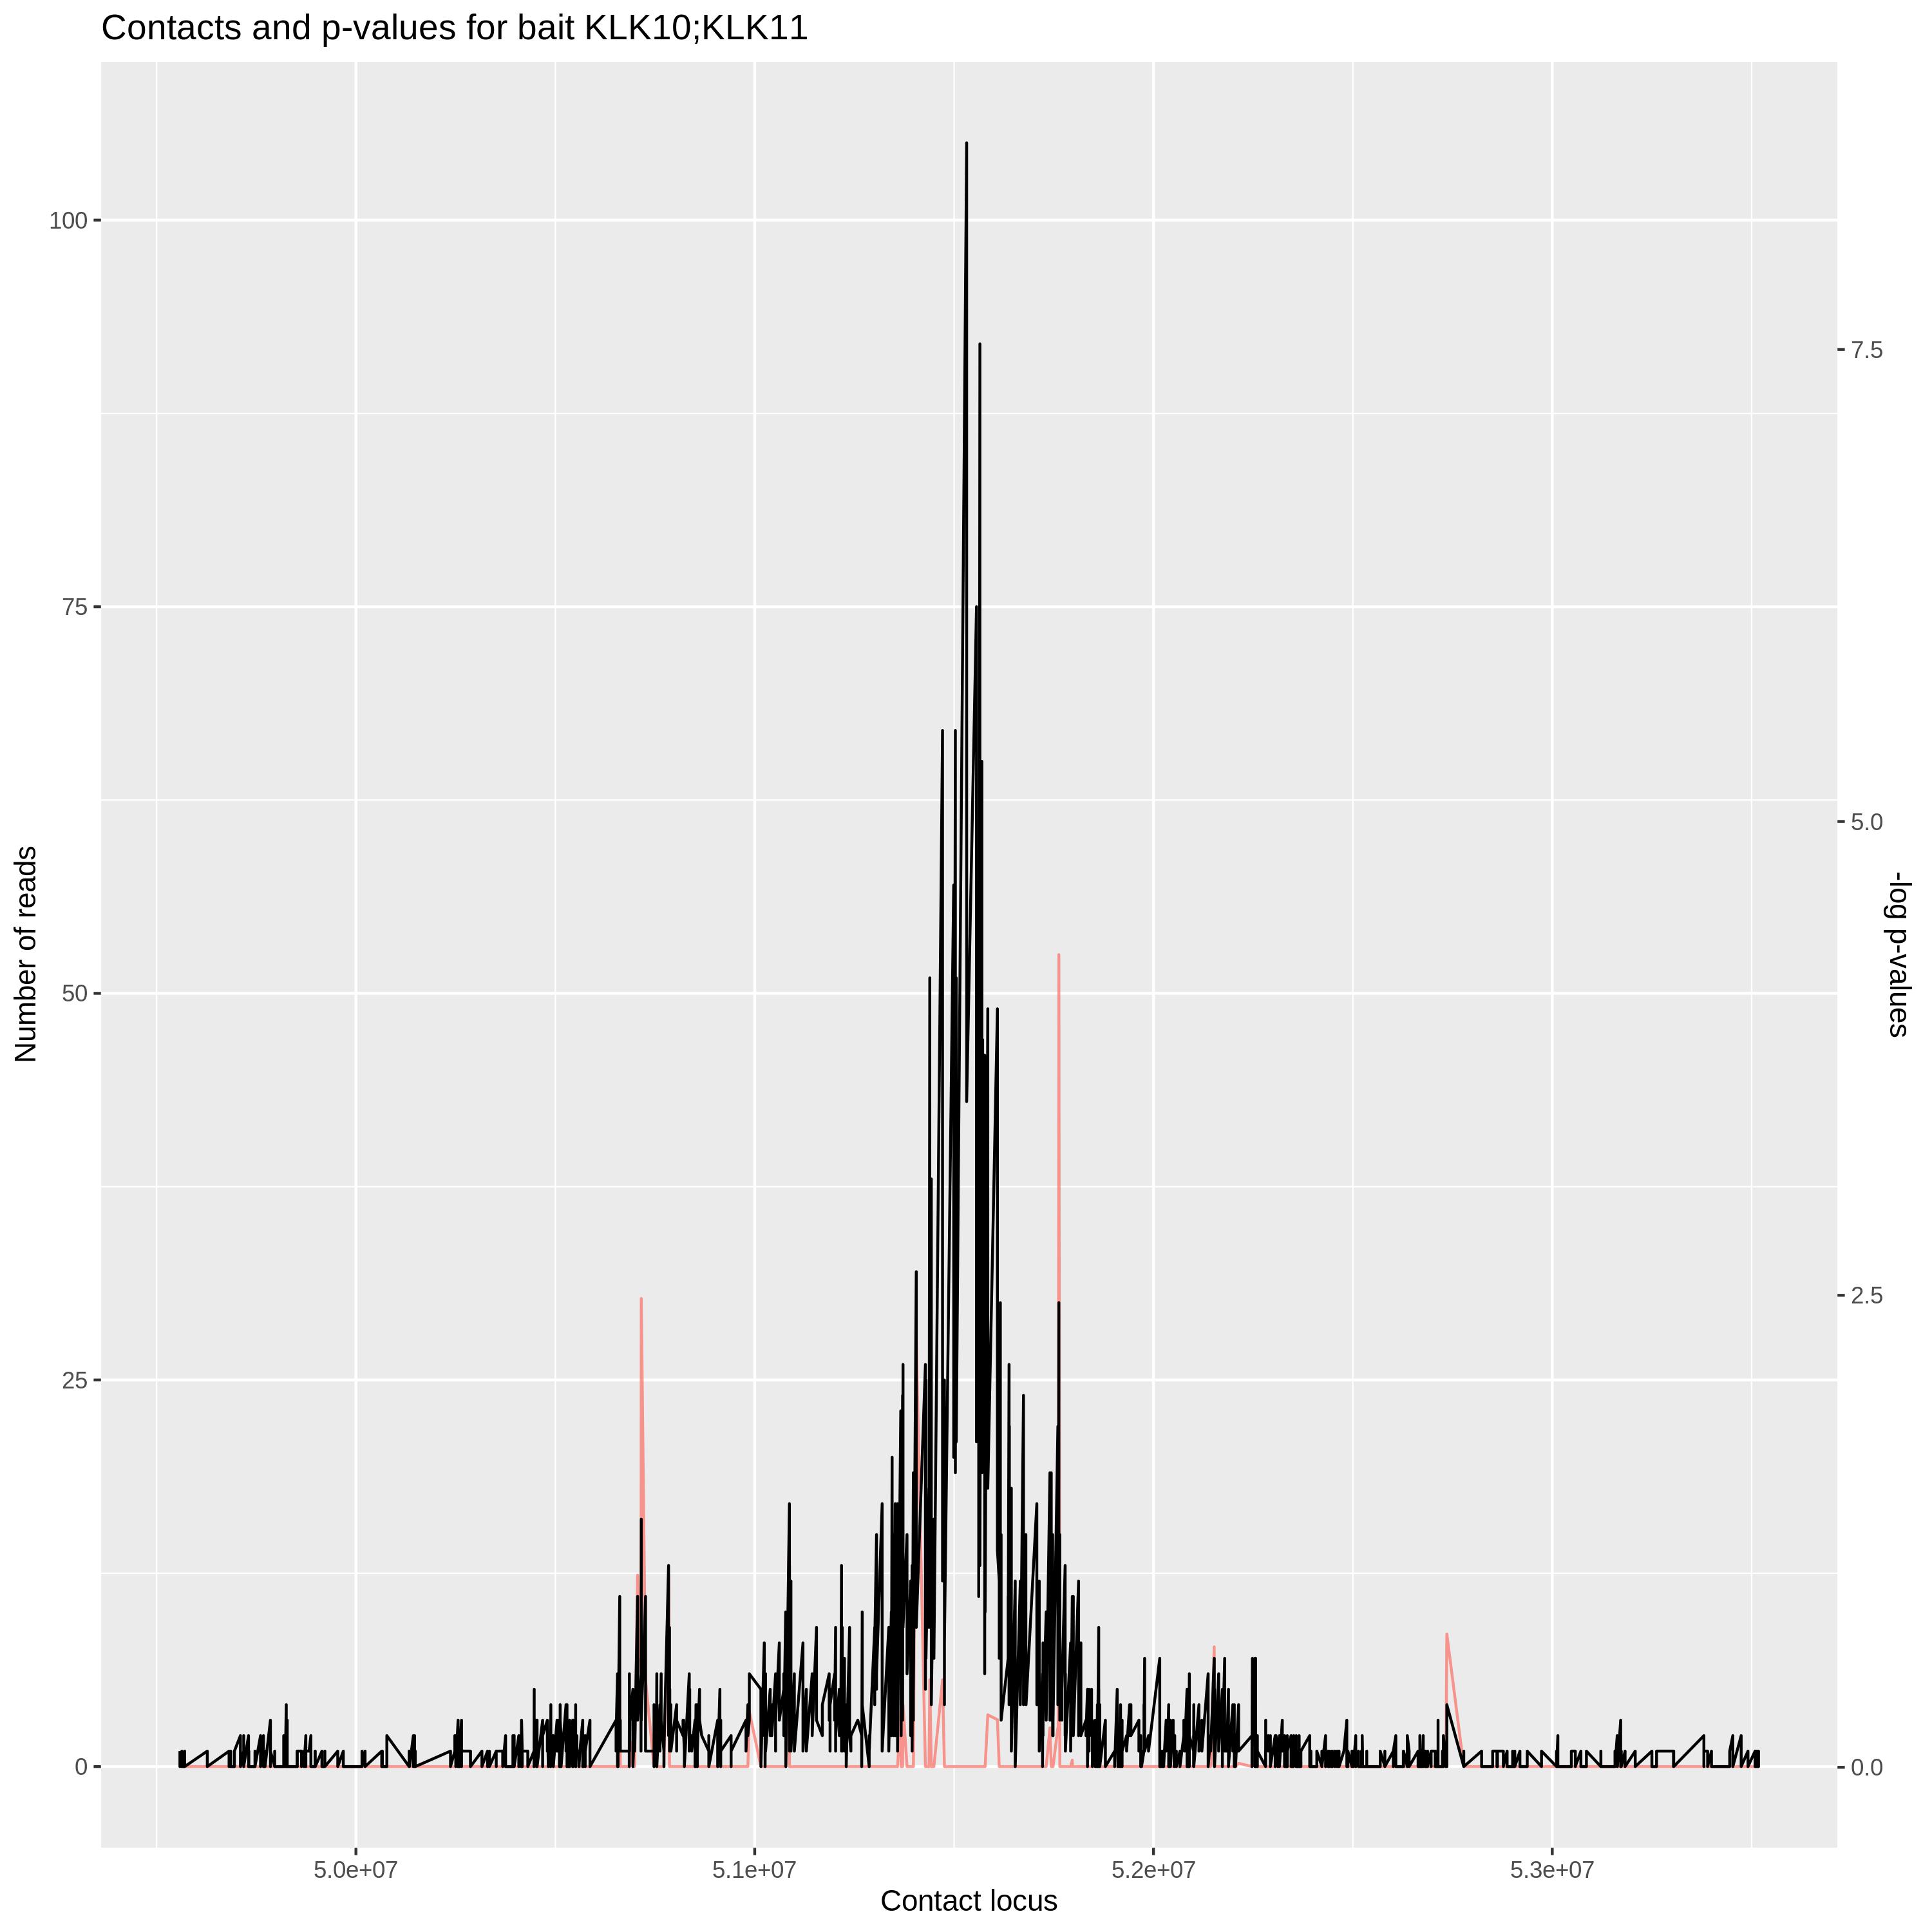 Contacts and p-values for bait KLK10;KLK11
100
75
50
25
0
Number of reads
7.5
5.0
2.5
0.0
-log p-values
5.0e+07
5.1e+07
5.2e+07
5.3e+07
Contact locus